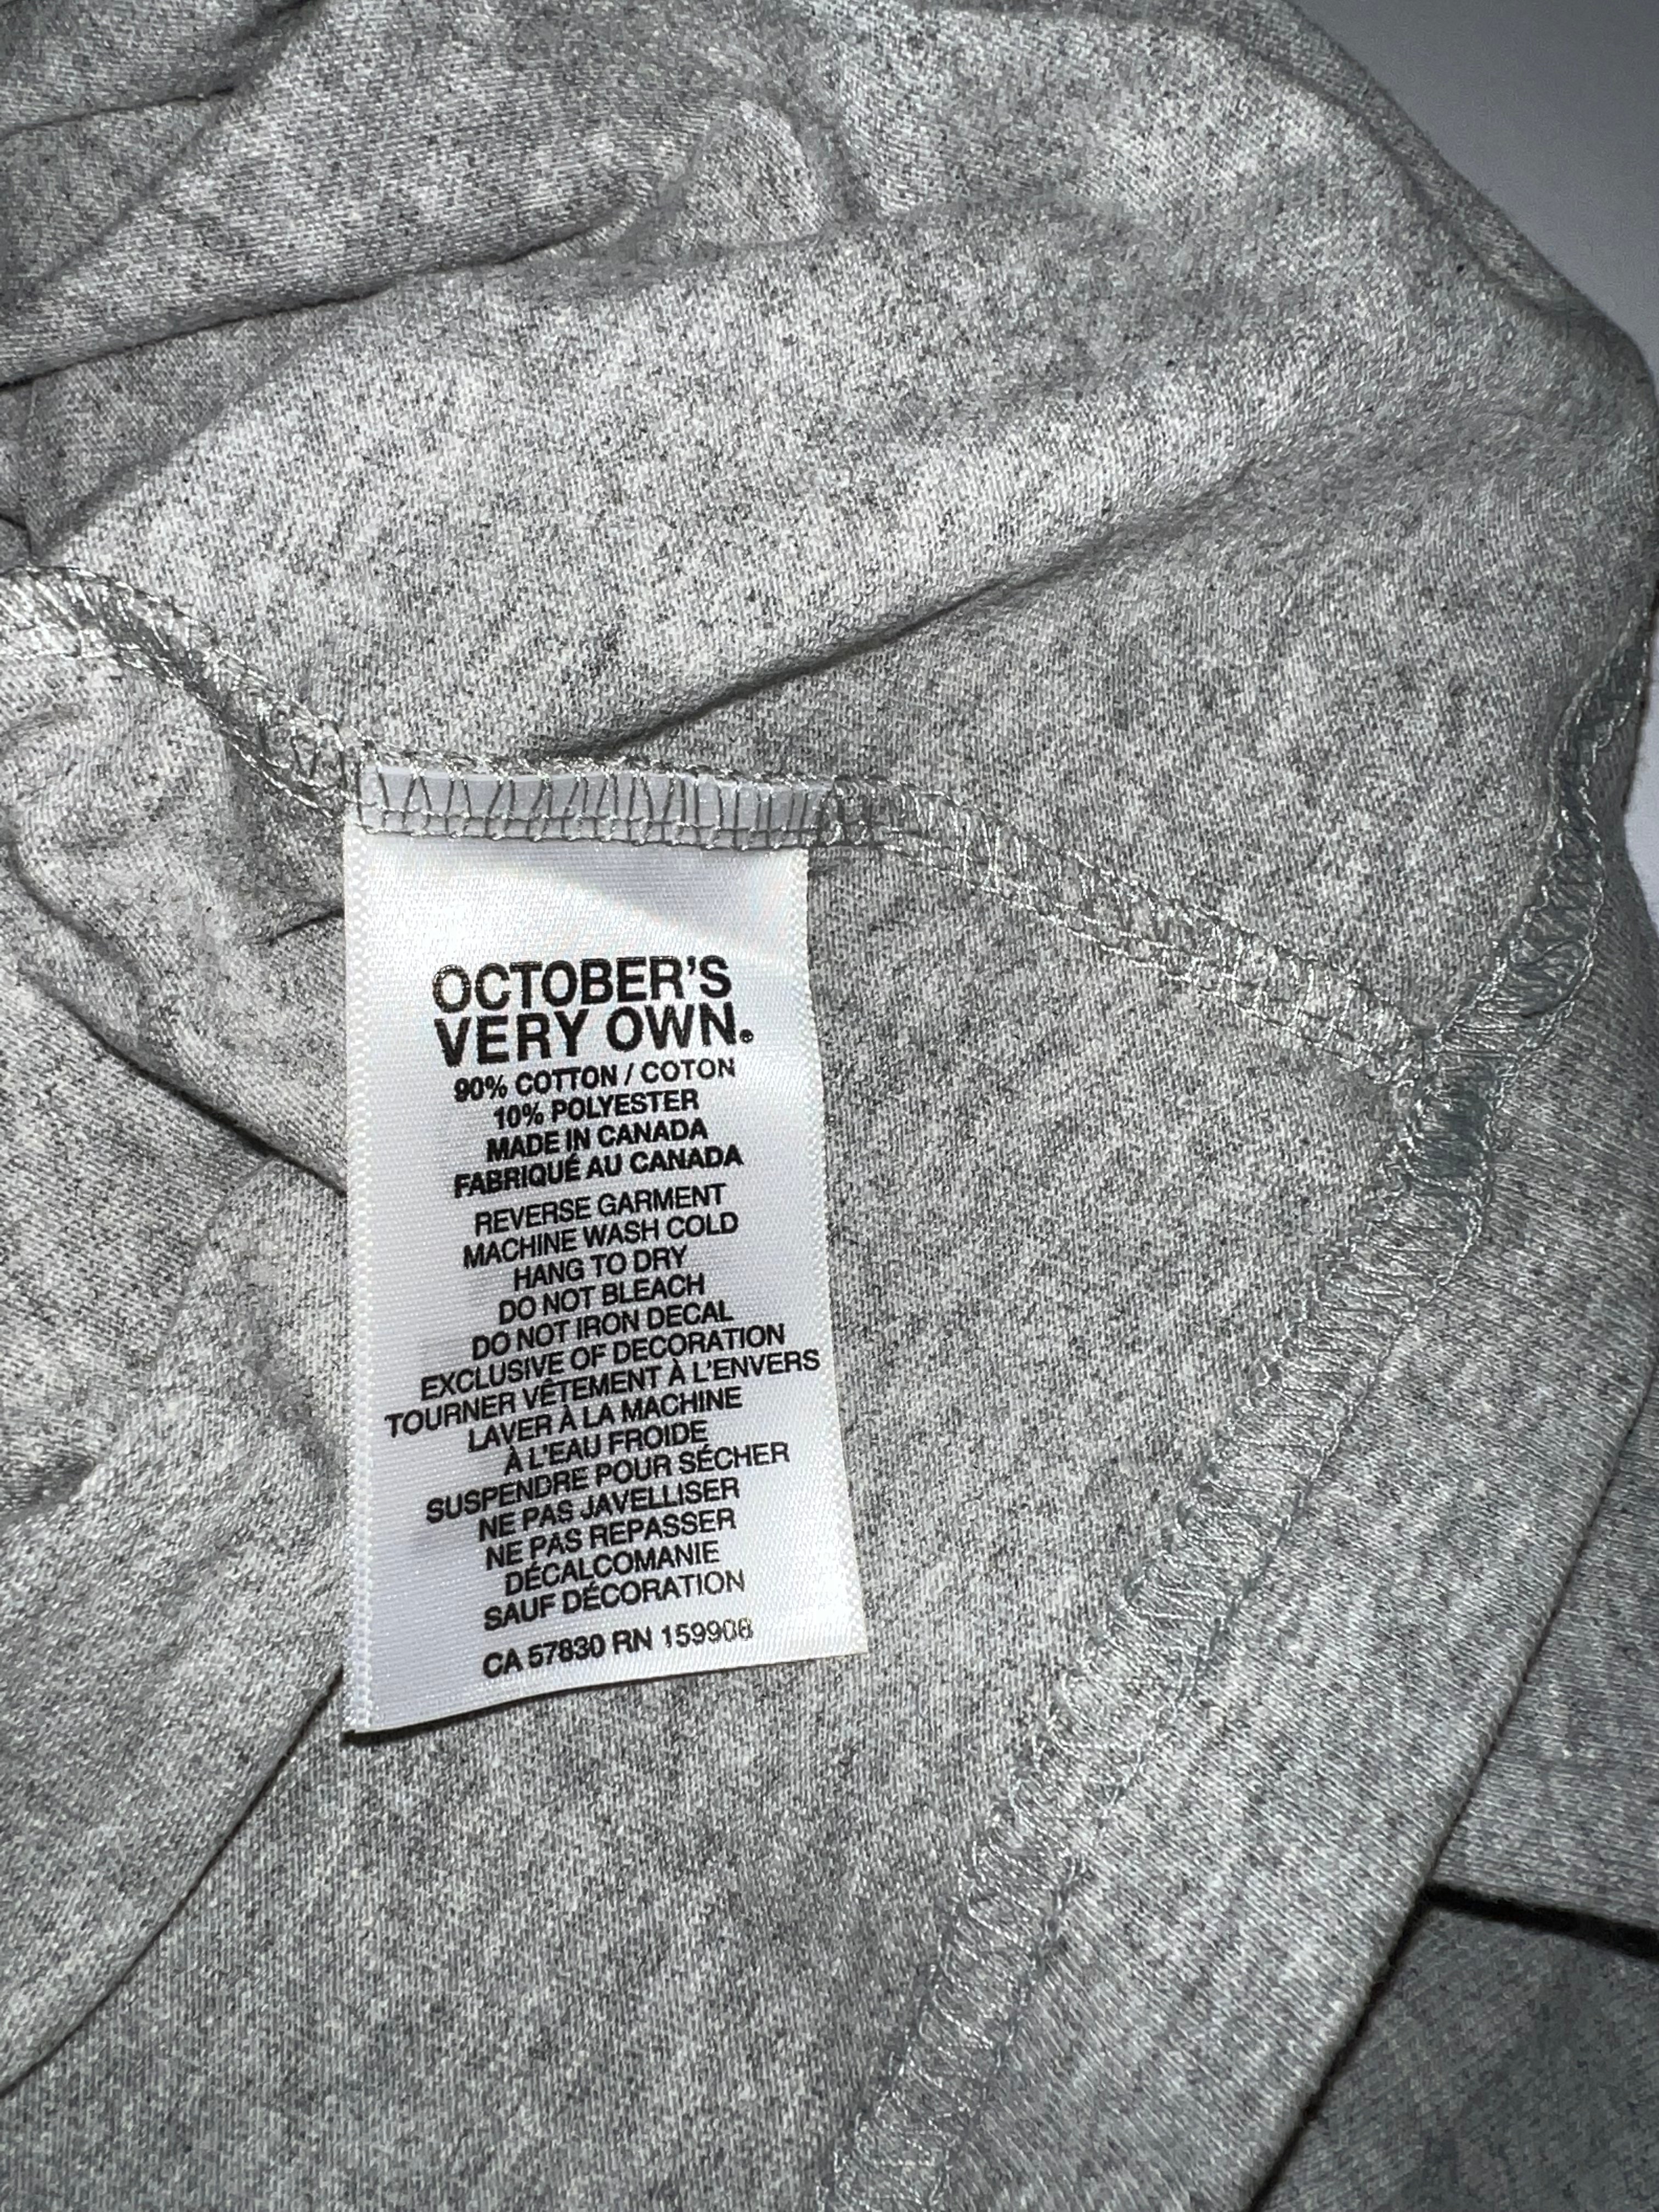 OCTOBER'S
VERY OWN.
90% COTTON / COTON
10% POLYESTER
MADE IN CANADA
FABRIQUÉ AU CANADA
REVERSE GARMENT
MACHINE WASH COLD
HANG TO DRY
DO NOT BLEACH
DO NOT IRON DECAL
EXCLUSIVE OF DECORATION
TOURNER VÊTEMENT À L'ENVERS
LAVER À LA MACHINE
À L'EAU FROIDE
SUSPENDRE POUR SÉCHER
NE PAS JAVELLISER
NE PAS REPASSER
DÉCALCOMANIE
SAUF DÉCORATION
CA 57830 RN 159908